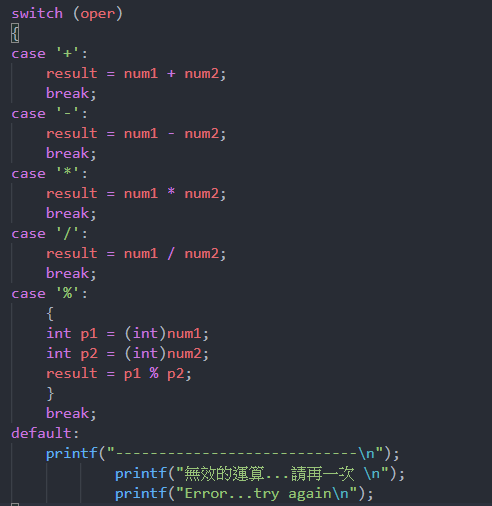 switch (oper)
{
case '+':
result = num1 + num2;
break;
case '-':
result = num1 - num2;
break;
case '*':
result = num1 * num2;
break;
case '/':
result = num1 / num2;
break;
case '%':
{
int p1 = (int)num1;
int p2 = (int)num2;
result = p1 % p2;
}
break;
default:
printf("----------------------------\n");
printf("無效的運算...請再一次 \n");
printf("Error...try again\n");